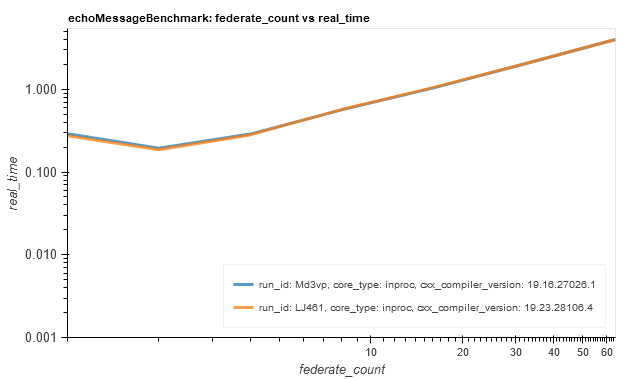 echoMessageBenchmark: federate_count vs real_time
1.000
0.100
0.010
0.001
real_time
run_id: Md3vp, core_type: inproc, cxx_compiler_version: 19.16.27026.1
run_id: LJ461, core_type: inproc, cxx_compiler_version: 19.23.28106.4
10 20 30 40 50 60
federate_count